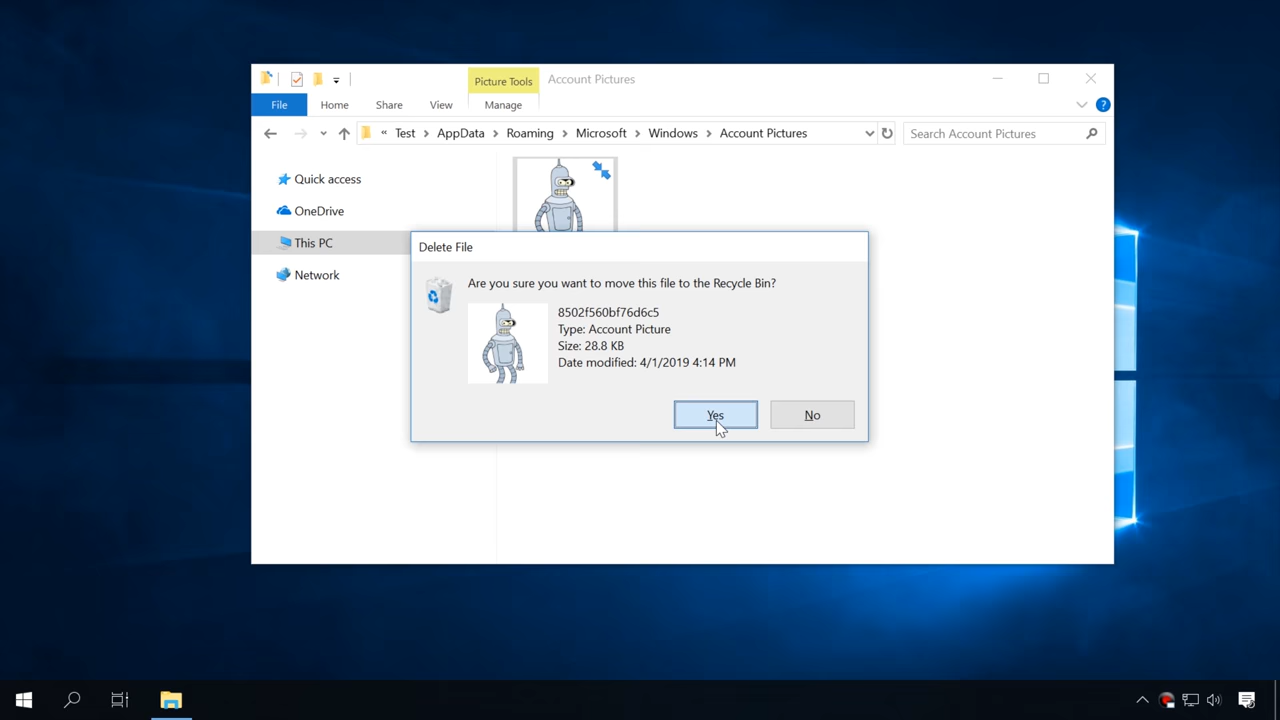 Picture Tools
Account Pictures
File
Home
Share
View
Manage
?
« Test > AppData > Roaming > Microsoft > Windows > Account Pictures
Search Account Pictures
Quick access
OneDrive
This PC
Network
Delete File
Are you sure you want to move this file to the Recycle Bin?
8502f560bf76d6c5
Type: Account Picture
Size: 28.8 KB
Date modified: 4/1/2019 4:14 PM
Yes
No